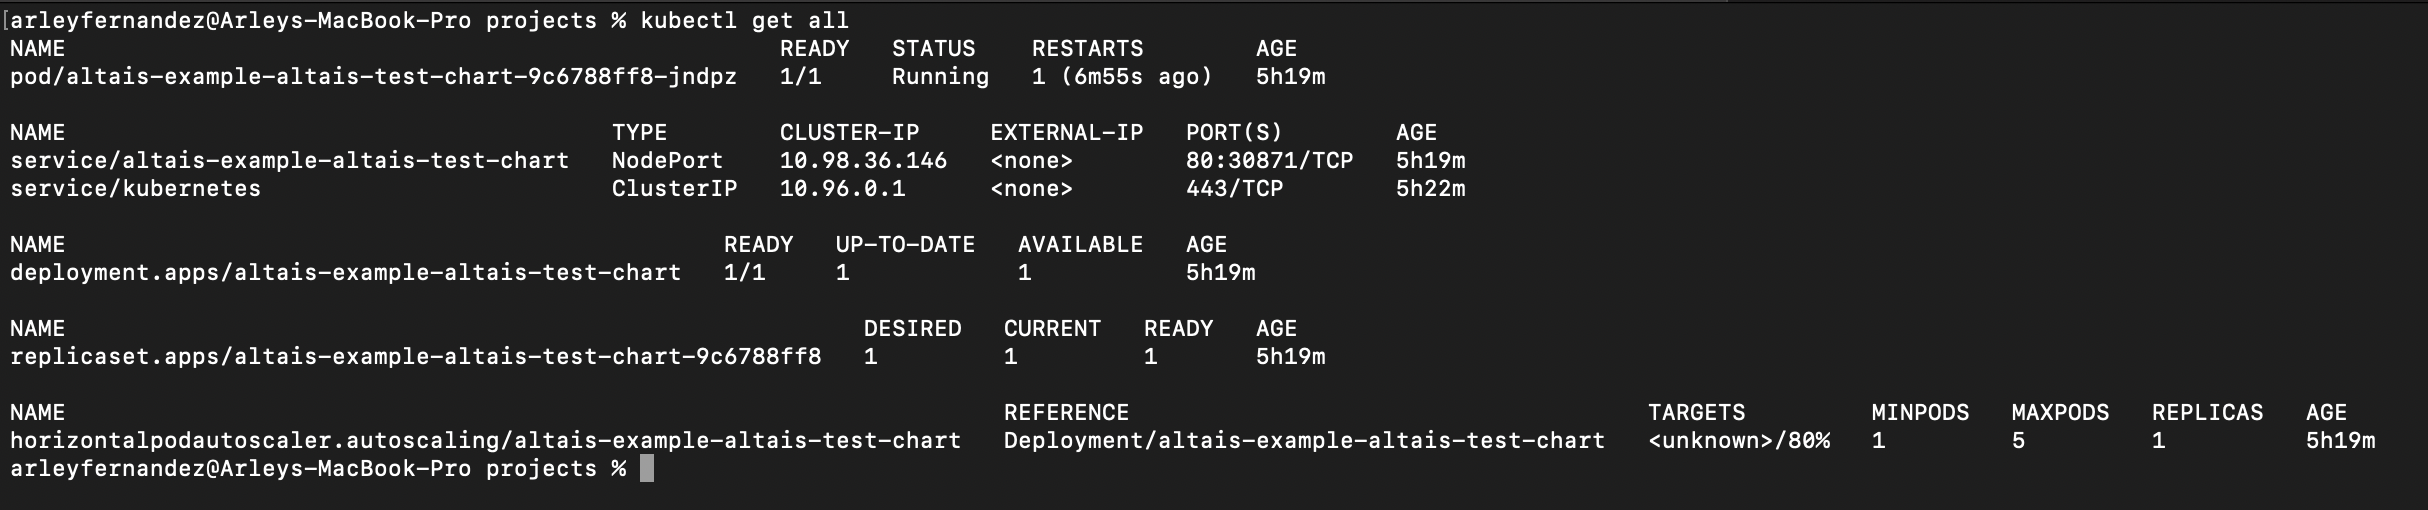 [arleyfernandez@Arleys-MacBook-Pro projects % kubectl get all
NAME READY STATUS RESTARTS AGE
pod/altais-example-altais-test-chart-9c6788ff8-jndpz 1/1 Running 1 (6m55s ago) 5h19m
NAME TYPE CLUSTER-IP EXTERNAL-IP PORT(S) AGE
service/altais-example-altais-test-chart NodePort 10.98.36.146 <none> 80:30871/TCP 5h19m
service/kubernetes ClusterIP 10.96.0.1 <none> 443/TCP 5h22m
NAME READY UP-TO-DATE AVAILABLE AGE
deployment.apps/altais-example-altais-test-chart 1/1 1 1 5h19m
NAME DESIRED CURRENT READY AGE
replicaset.apps/altais-example-altais-test-chart-9c6788ff8 1 1 1 5h19m
NAME REFERENCE TARGETS MINPODS MAXPODS REPLICAS AGE
horizontalpodautoscaler.autoscaling/altais-example-altais-test-chart Deployment/altais-example-altais-test-chart <unknown>/80% 1 5 1 5h19m
arleyfernandez@Arleys-MacBook-Pro projects %